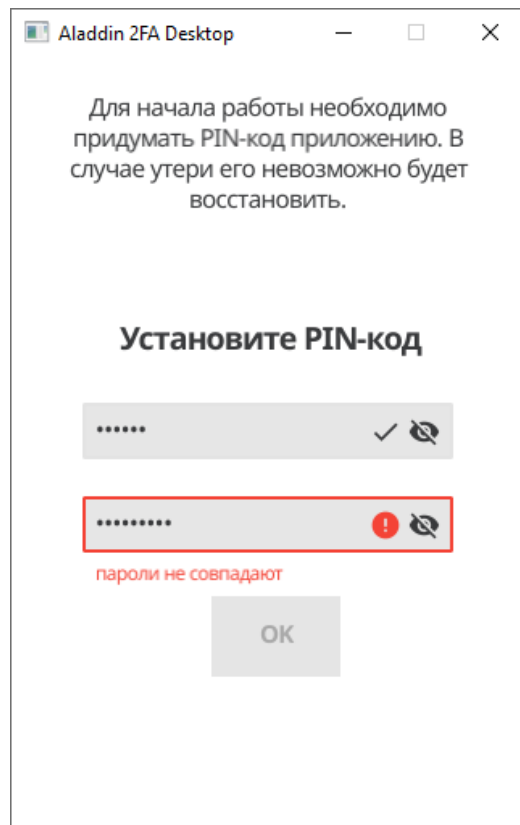 Aladdin 2FA Desktop
Для начала работы необходимо
придумать PIN-код приложению. В
случае утери его невозможно будет
восстановить.
Установите PIN-код
••••••
•••••••••
пароли не совпадают
OK